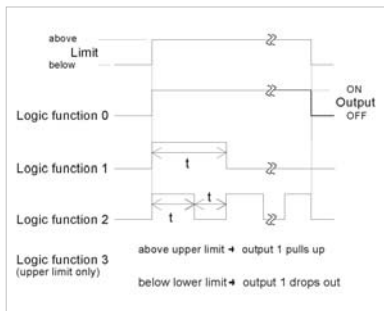 above
Limit
below
ON
Output
OFF
Logic function 0
t
Logic function 1
t
t
Logic function 2
Logic function 3
(upper limit only)
above upper limit → output 1 pulls up
below lower limit → output 1 drops out